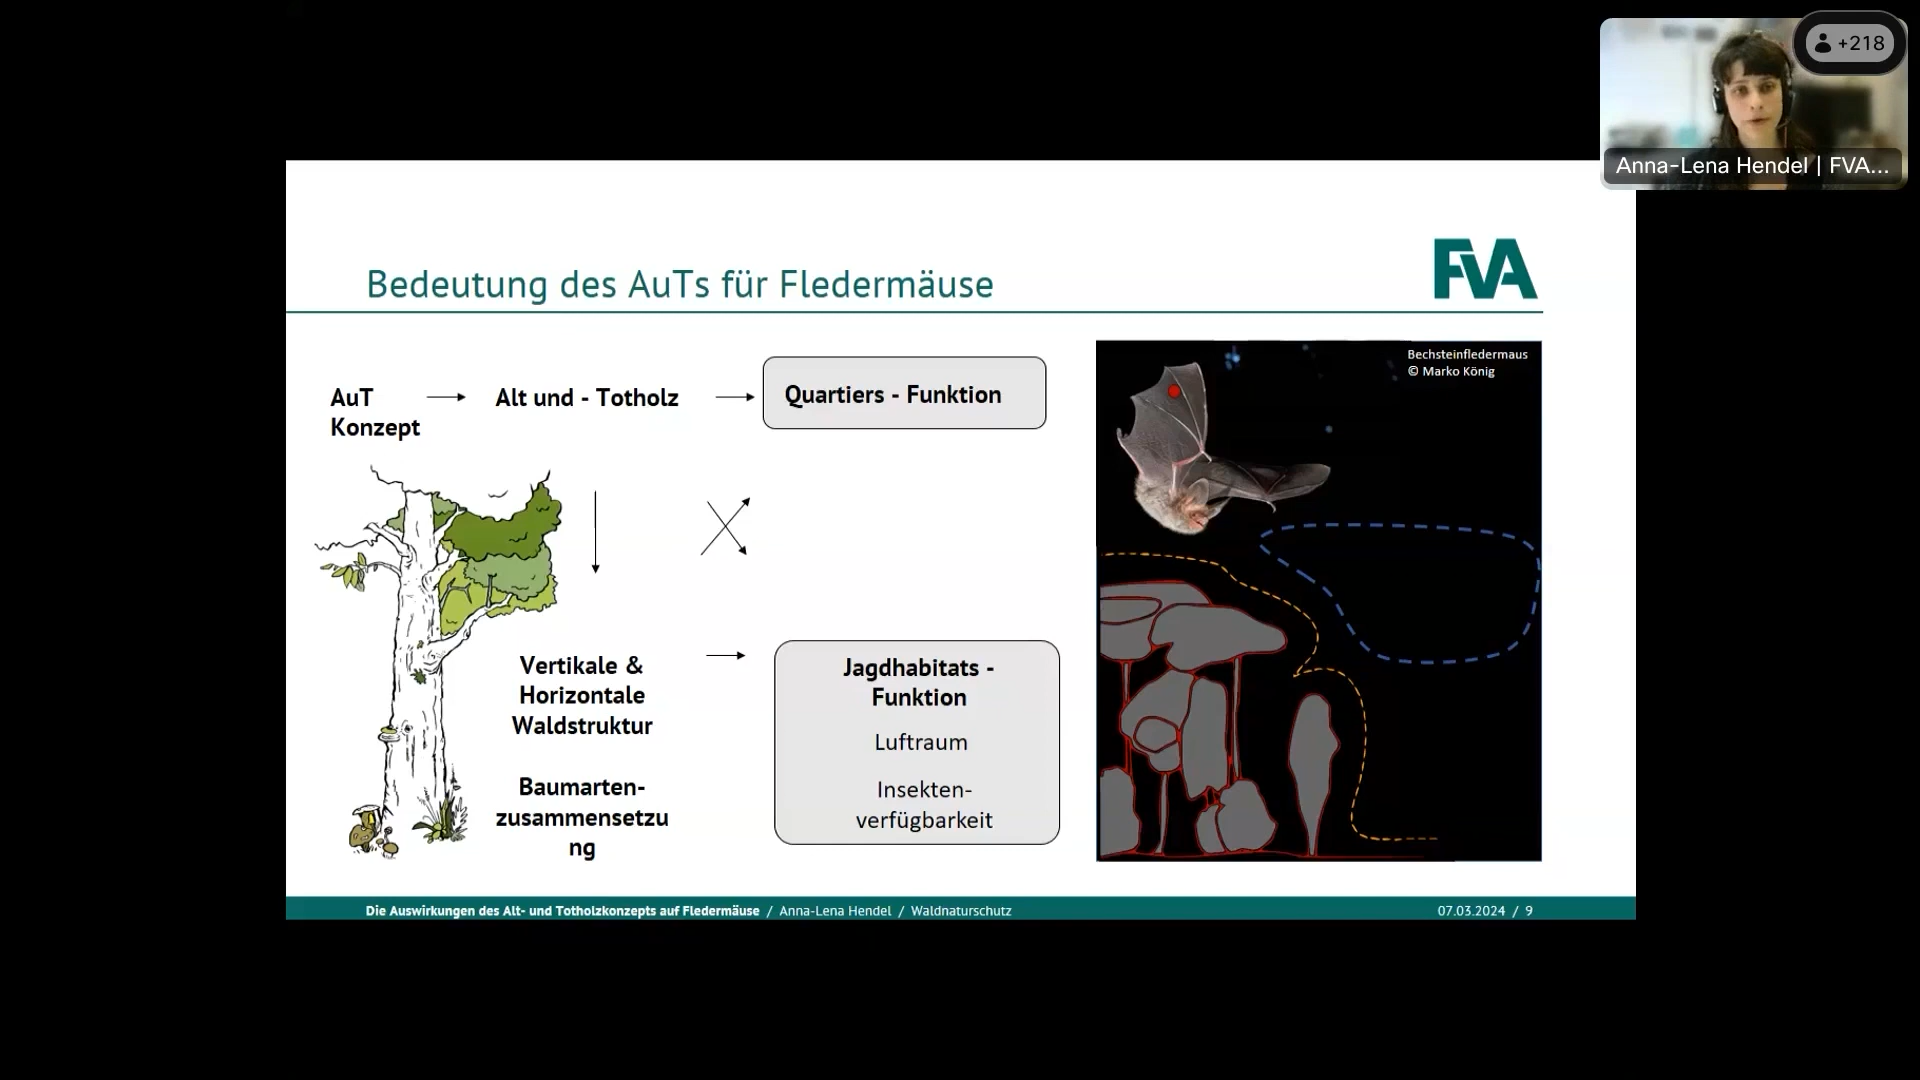 +218
Anna-Lena Hendel | FVA...
FVA
Bedeutung des AuTs für Fledermäuse
AuT
Konzept
Alt und - Totholz
Quartiers - Funktion
Vertikale &
Horizontale
Waldstruktur
Baumarten-
zusammensetzu
ng
Jagdhabitats -
Funktion
Luftraum
Insekten-
verfügbarkeit
Bechsteinfledermaus
© Marko König
Die Auswirkungen des Alt- und Totholzkonzepts auf Fledermäuse / Anna-Lena Hendel / Waldnaturschutz
07.03.2024 / 9